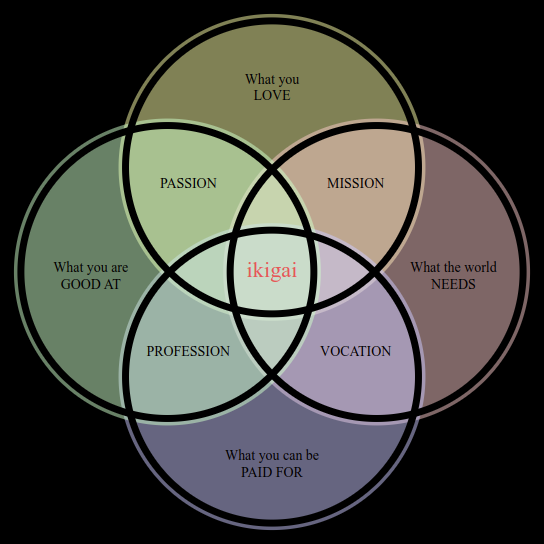 What you
LOVE
PASSION
MISSION
What you are
GOOD AT
ikigai
What the world
NEEDS
PROFESSION
VOCATION
What you can be
PAID FOR